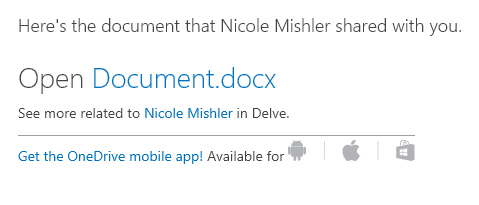 Here's the document that Nicole Mishler shared with you.
Open Document.docx
See more related to Nicole Mishler in Delve.
Get the OneDrive mobile app! Available for